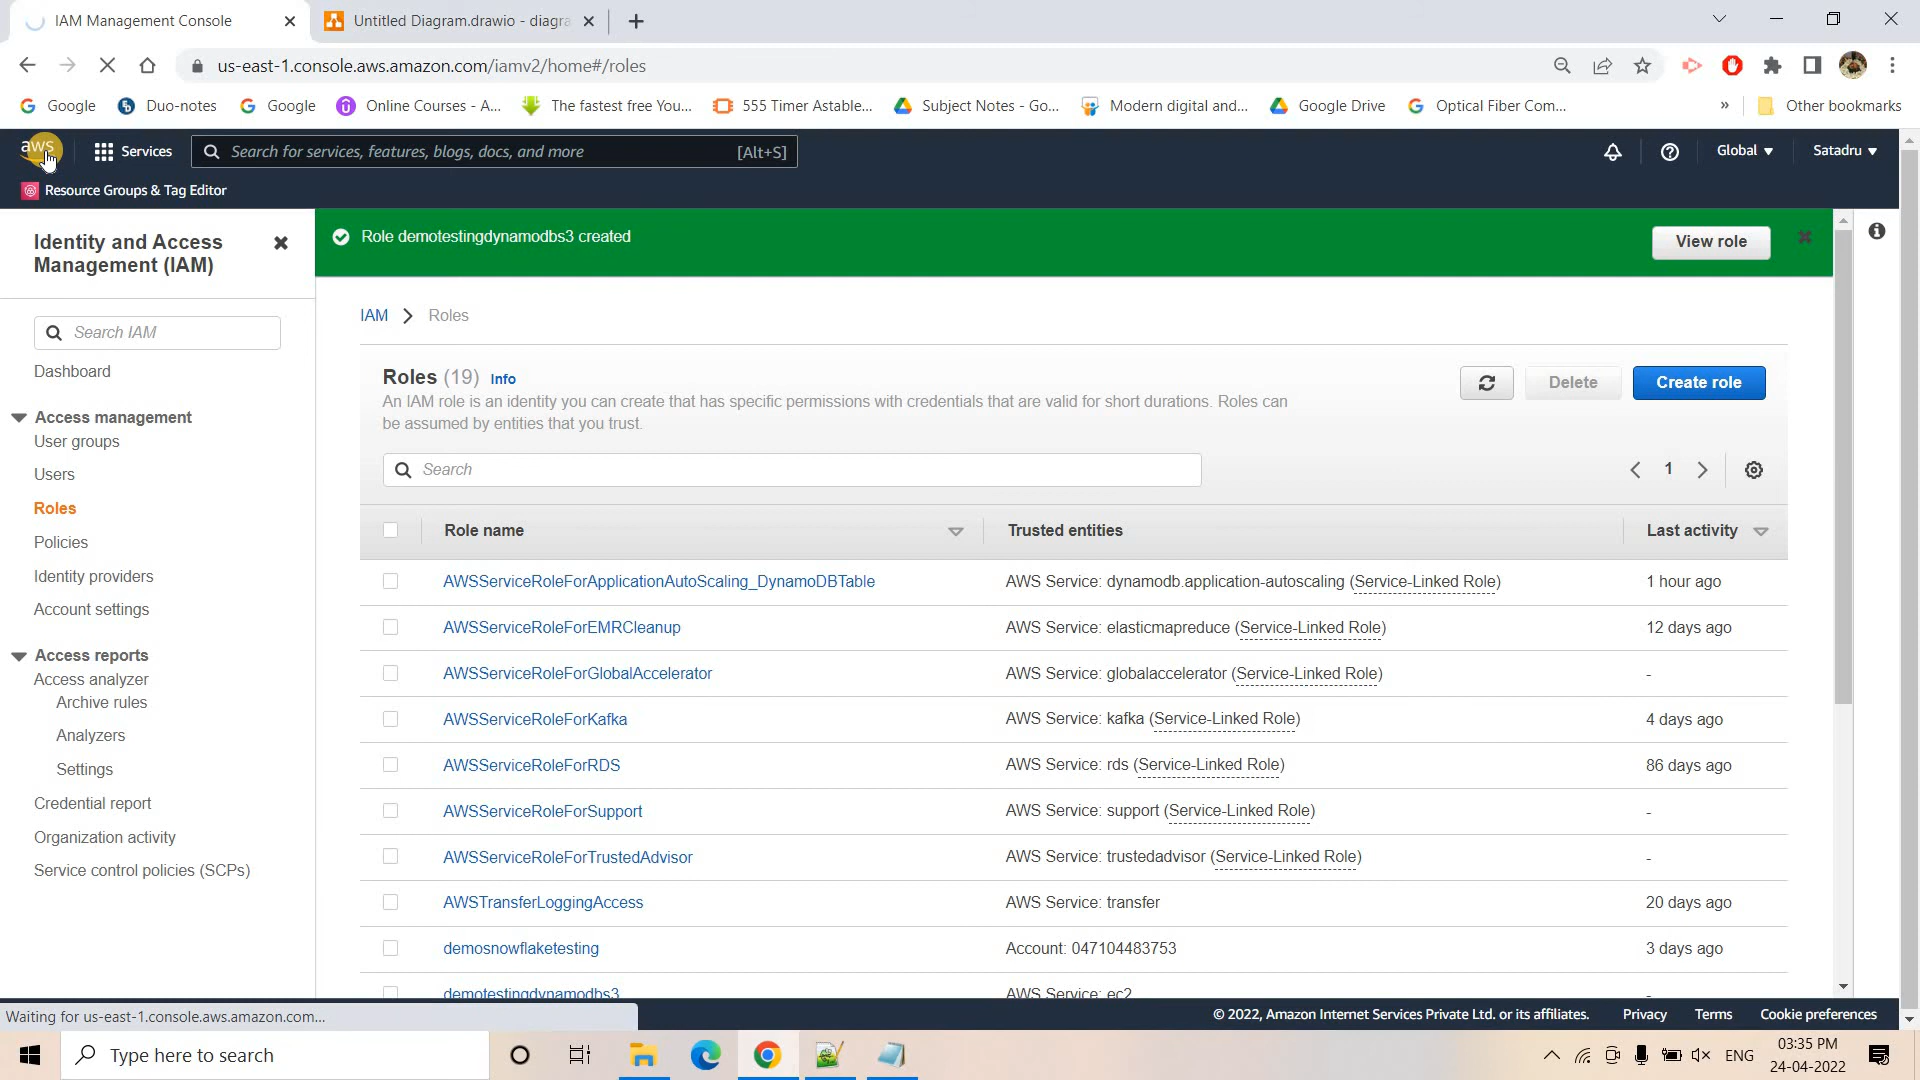 IAM Management Console
Untitled Diagram.drawio - diagra
us-east-1.console.aws.amazon.com/iamv2/home#/roles
Google
Duo-notes
Google
Online Courses - A...
The fastest free You...
555 Timer Astable...
Subject Notes - Go...
Modern digital and...
Google Drive
Optical Fiber Com...
»
Other bookmarks
aws
Services
Search for services, features, blogs, docs, and more
[Alt+S]
Global
Satadru
Resource Groups & Tag Editor
Identity and Access
Management (IAM)
Search IAM
Dashboard
Access management
User groups
Users
Roles
Policies
Identity providers
Account settings
Access reports
Access analyzer
Archive rules
Analyzers
Settings
Credential report
Organization activity
Service control policies (SCPs)
Role demotestingdynamodbs3 created
View role
IAM > Roles
Roles (19) Info
An IAM role is an identity you can create that has specific permissions with credentials that are valid for short durations. Roles can
be assumed by entities that you trust.
Delete
Create role
Search
1
Role name Trusted entities Last activity
AWSServiceRoleForApplicationAutoScaling_DynamoDBTable AWS Service: dynamodb.application-autoscaling (Service-Linked Role) 1 hour ago
AWSServiceRoleForEMRCleanup AWS Service: elasticmapreduce (Service-Linked Role) 12 days ago
AWSServiceRoleForGlobalAccelerator AWS Service: globalaccelerator (Service-Linked Role) -
AWSServiceRoleForKafka AWS Service: kafka (Service-Linked Role) 4 days ago
AWSServiceRoleForRDS AWS Service: rds (Service-Linked Role) 86 days ago
AWSServiceRoleForSupport AWS Service: support (Service-Linked Role) -
AWSServiceRoleForTrustedAdvisor AWS Service: trustedadvisor (Service-Linked Role) -
AWSTransferLoggingAccess AWS Service: transfer 20 days ago
demosnowflaketesting Account: 047104483753 3 days ago
demotestingdynamodbs3 AWS Service: ec2 -
Waiting for us-east-1.console.aws.amazon.com...
© 2022, Amazon Internet Services Private Ltd. or its affiliates.
Privacy
Terms
Cookie preferences
Type here to search
ENG
03:35 PM
24-04-2022